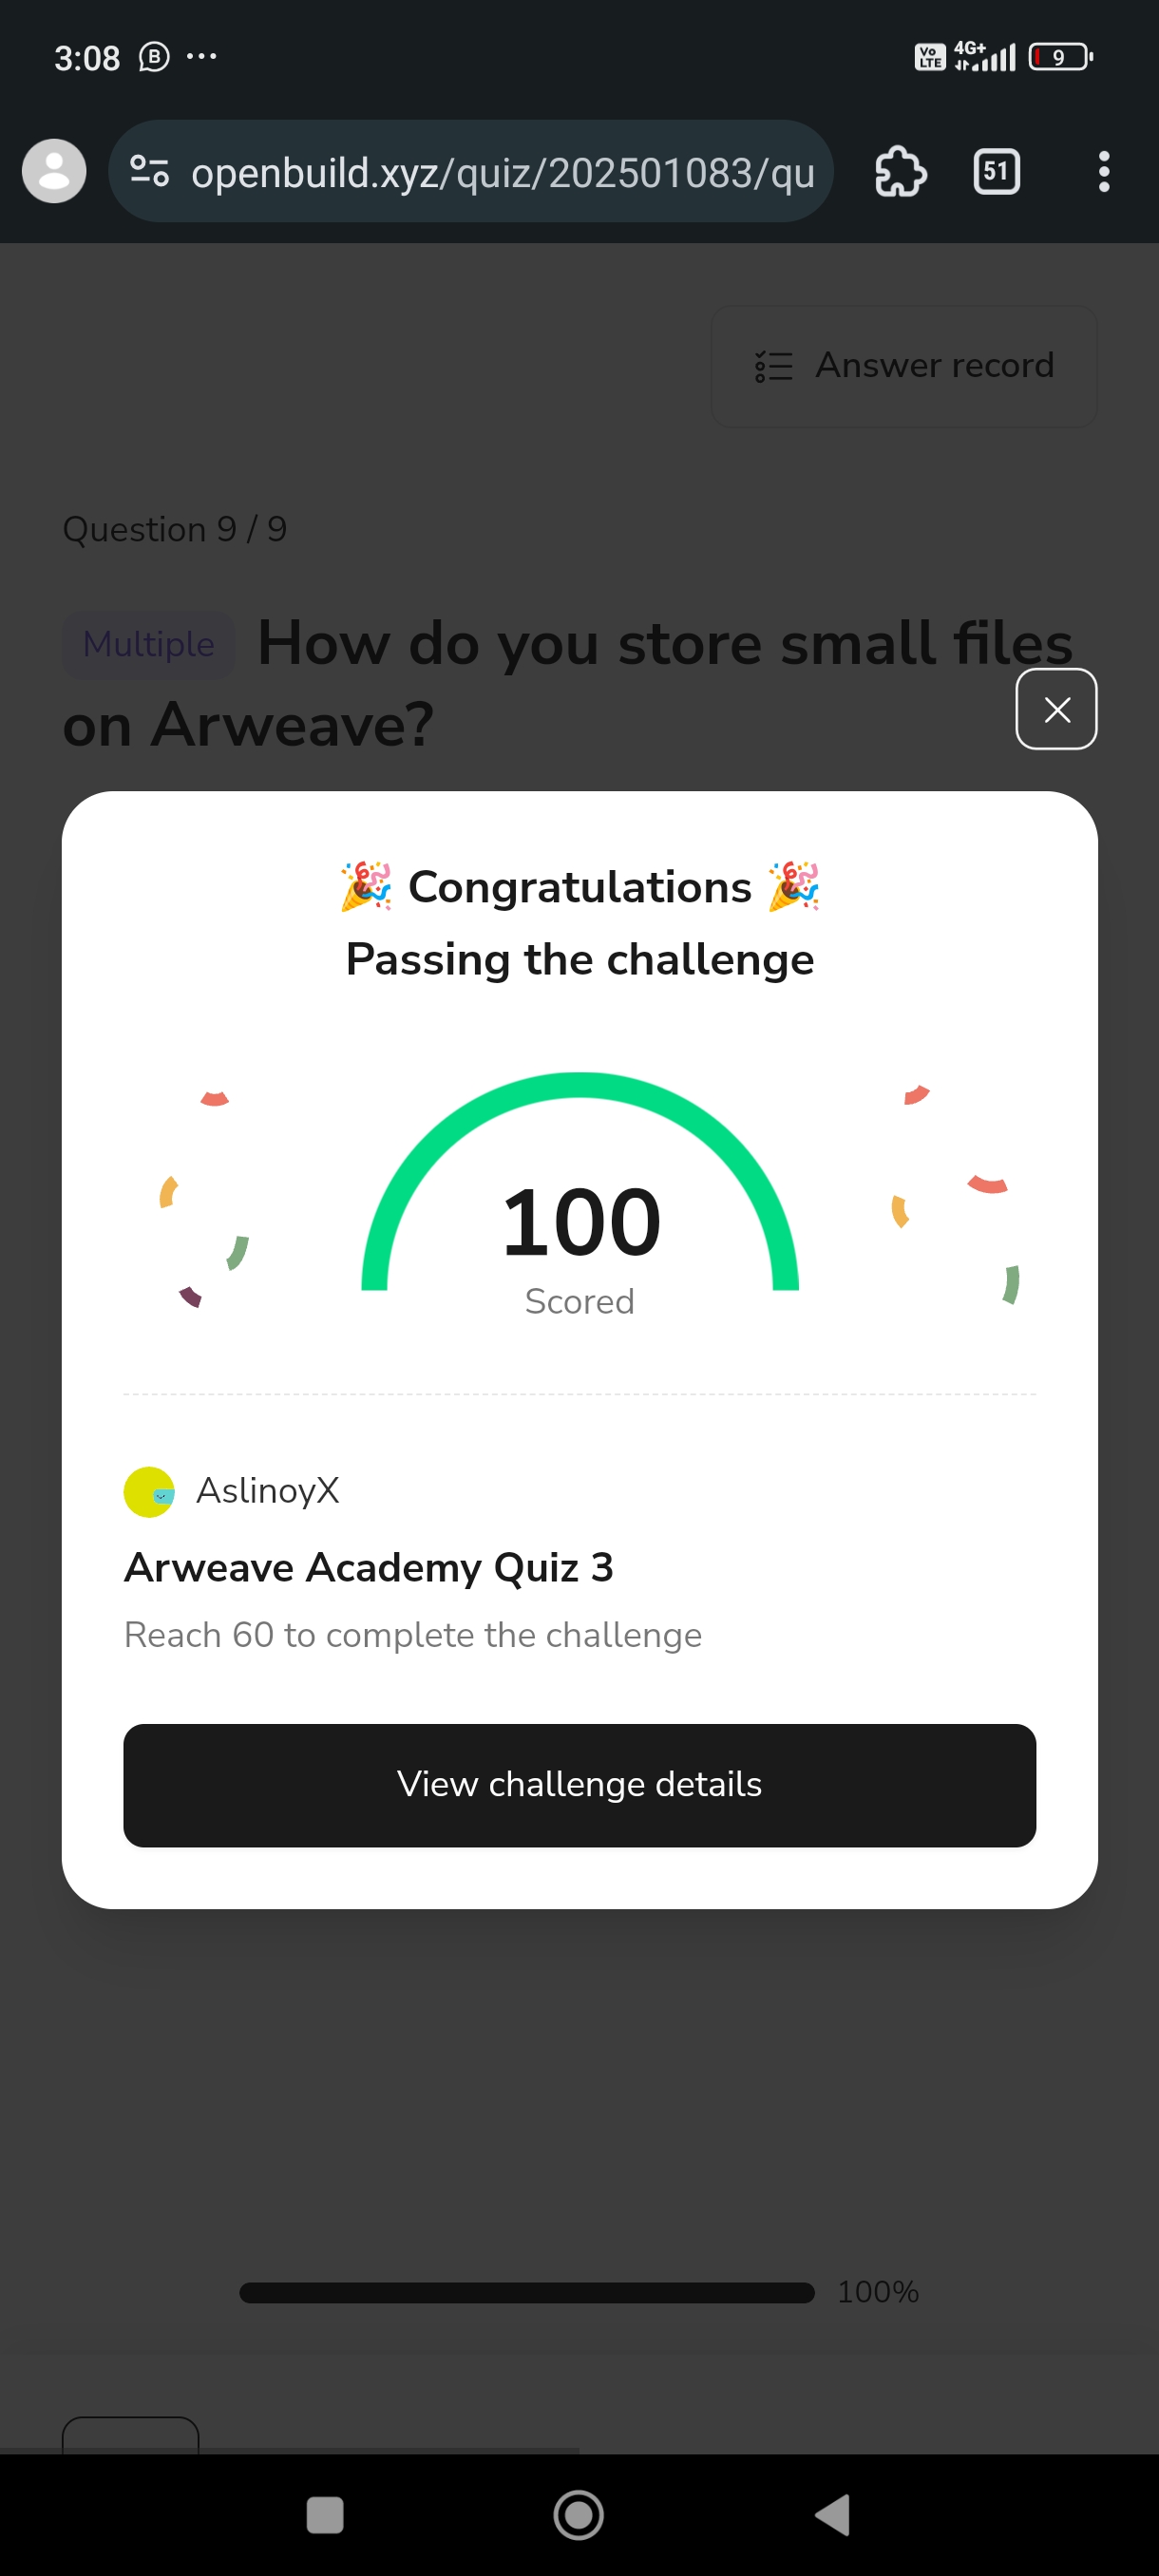 3:08
Vo LTE 4G+ 9
openbuild.xyz/quiz/202501083/qu
51
Answer record
Question 9 / 9
Multiple How do you store small files
on Arweave?
🎉 Congratulations 🎉
Passing the challenge
100
Scored
AslinoyX
Arweave Academy Quiz 3
Reach 60 to complete the challenge
View challenge details
100%